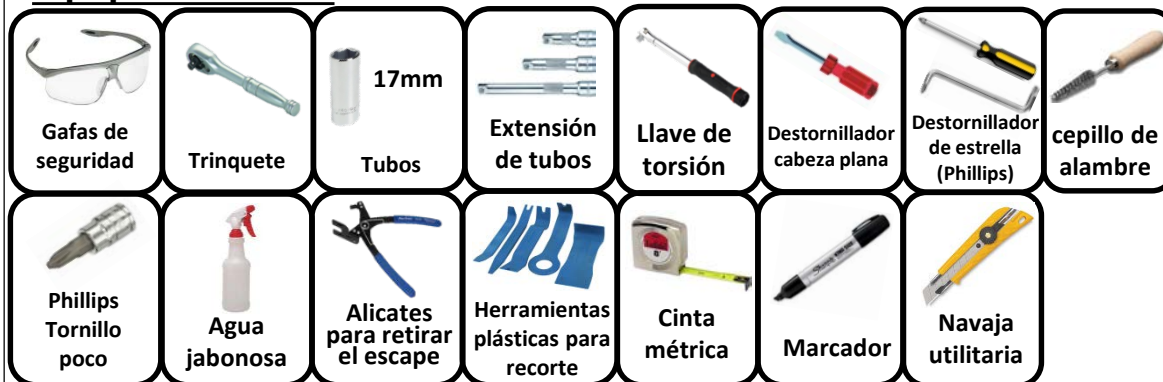 Gafas de
seguridad
Trinquete
17mm
Tubos
Extensión
de tubos
Llave de
torsión
Destornillador
cabeza plana
Destornillador
de estrella
(Phillips)
cepillo de
alambre
Phillips
Tornillo
poco
Agua
jabonosa
Alicates
para retirar
el escape
Herramientas
plásticas para
recorte
Cinta
métrica
Sharpie
Marcador
Navaja
utilitaria